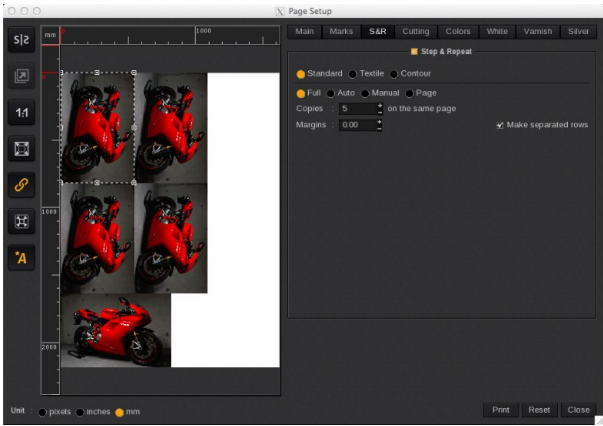 Page Setup
S|S
mm
1000
Main Marks S&R Cutting Colors White Varnish Silver
Step & Repeat
Standard Textile Contour
1:1
Full Auto Manual Page
Copies : 5 on the same page
Margins : 0.00 Make separated rows
1000
*A
2000
Unit : pixels inches mm
Print Reset Close